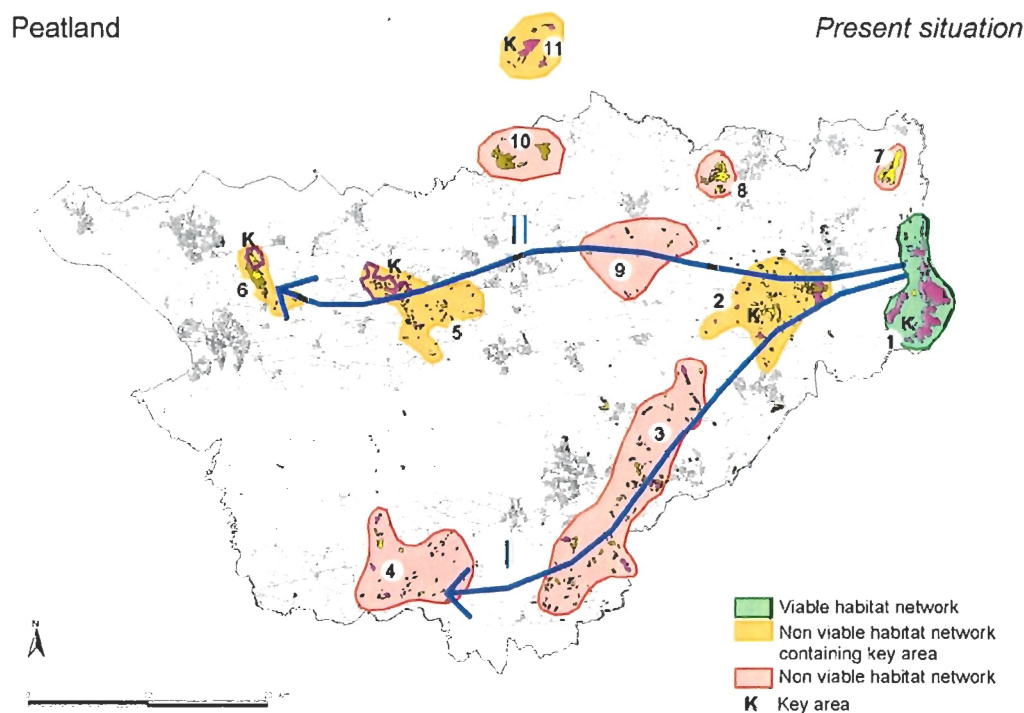 Peatland
Present situation
K
11
10
7
8
II
K
K
9
6
2
K
5
K
1
3
I
4
N
Viable habitat network
Non viable habitat network
containing key area
Non viable habitat network
K Key area